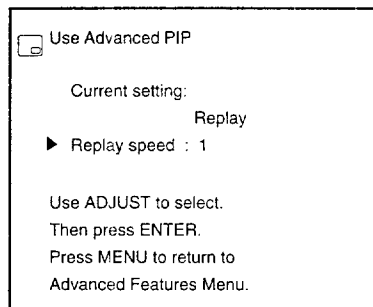 Use Advanced PIP
Current setting:
Replay
▶ Replay speed : 1
Use ADJUST to select.
Then press ENTER.
Press MENU to return to
Advanced Features Menu.